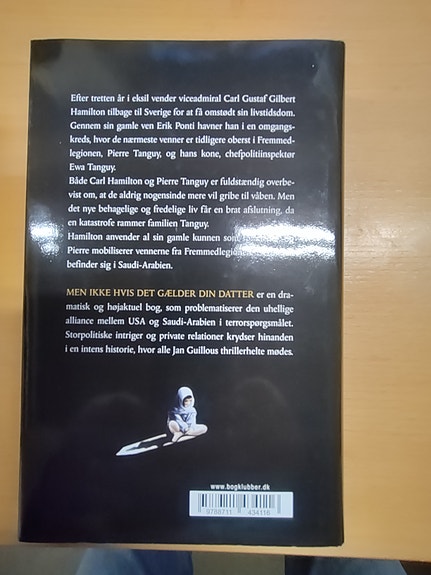 Efter tretten år i eksil vender viceadmiral Carl Gustaf Gilbert
Hamilton tilbage til Sverige for at få omstødt sin livstidsdom.
Gennem sin gamle ven Erik Ponti havner han i en omgangs-
kreds, hvor de nærmeste venner er tidligere oberst i Fremmed-
legionen, Pierre Tanguy, og hans kone, chefpolitiinspektør
Ewa Tanguy.
Både Carl Hamilton og Pierre Tanguy er fuldstændig overbe-
vist om, at de aldrig nogensinde mere vil gribe til våben. Men
det nye behagelige og fredelige liv får en brat afslutning, da
en katastrofe rammer familien Tanguy.
Hamilton anvender al sin gamle kunnen som
Pierre mobiliserer vennerne fra Fremmedlegionen
befinder sig i Saudi-Arabien.
MEN IKKE HVIS DET GÆLDER DIN DATTER er en dra-
matisk og højaktuel bog, som problematiserer den uhellige
alliance mellem USA og Saudi-Arabien i terrorspørgsmålet.
Storpolitiske intriger og private relationer krydser hinanden
i en intens historie, hvor alle Jan Guillous thrillerhelte mødes.
www.bogklubber.dk
9788711 434116